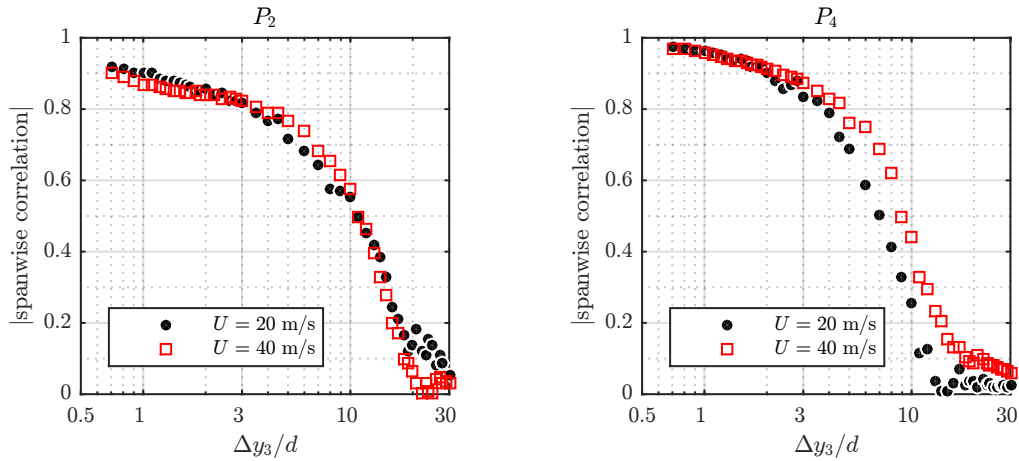 P₂
|spanwise correlation|
1
0.8
0.6
0.4
0.2
0
U = 20 m/s
U = 40 m/s
0.5 1 3 10 30
Δy₃/d
P₄
|spanwise correlation|
1
0.8
0.6
0.4
0.2
0
U = 20 m/s
U = 40 m/s
0.5 1 3 10 30
Δy₃/d